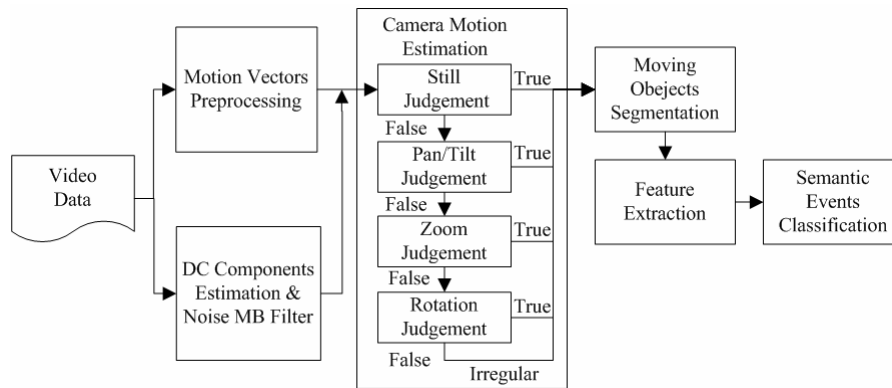 Video
Data
Motion Vectors
Preprocessing
DC Components
Estimation &
Noise MB Filter
Camera Motion
Estimation
Still
Judgement
True
False
Pan/Tilt
Judgement
True
False
Zoom
Judgement
True
False
Rotation
Judgement
True
False
Irregular
Moving
Obejects
Segmentation
Feature
Extraction
Semantic
Events
Classification